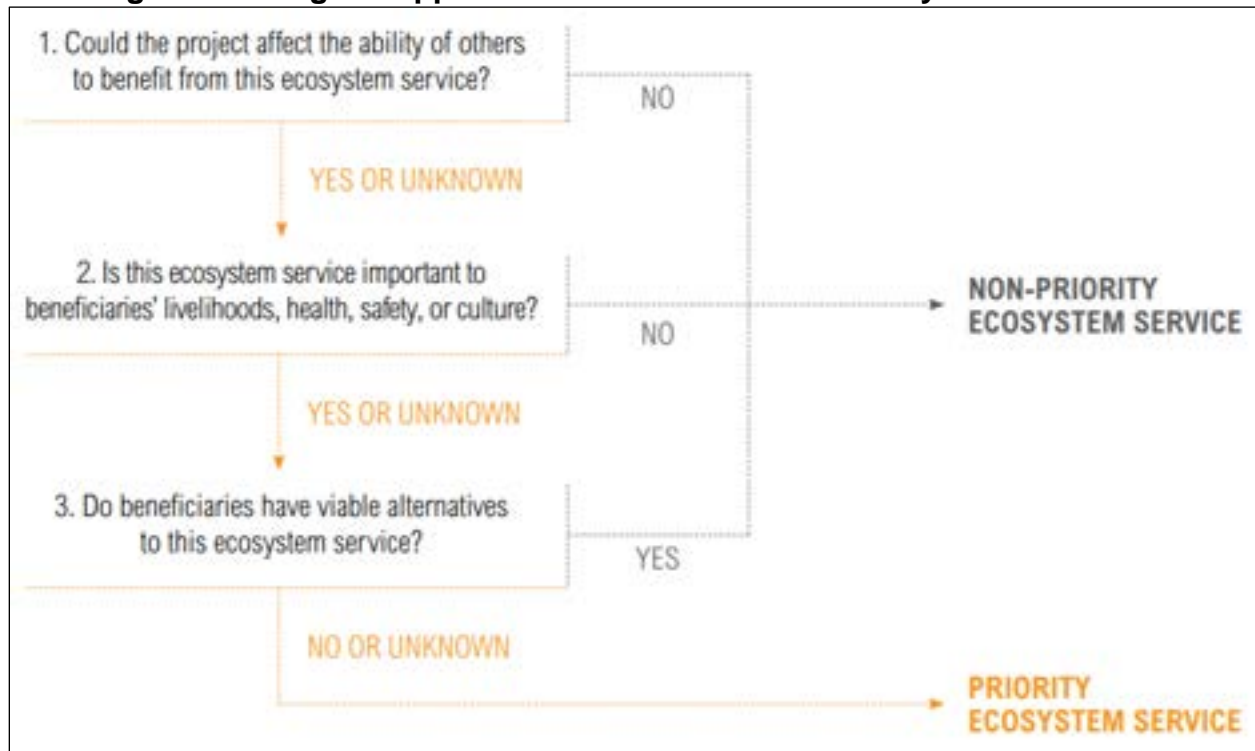 1. Could the project affect the ability of others
to benefit from this ecosystem service?
NO
YES OR UNKNOWN
2. Is this ecosystem service important to
beneficiaries' livelihoods, health, safety, or culture?
NO
NON-PRIORITY
ECOSYSTEM SERVICE
YES OR UNKNOWN
3. Do beneficiaries have viable alternatives
to this ecosystem service?
YES
NO OR UNKNOWN
PRIORITY
ECOSYSTEM SERVICE